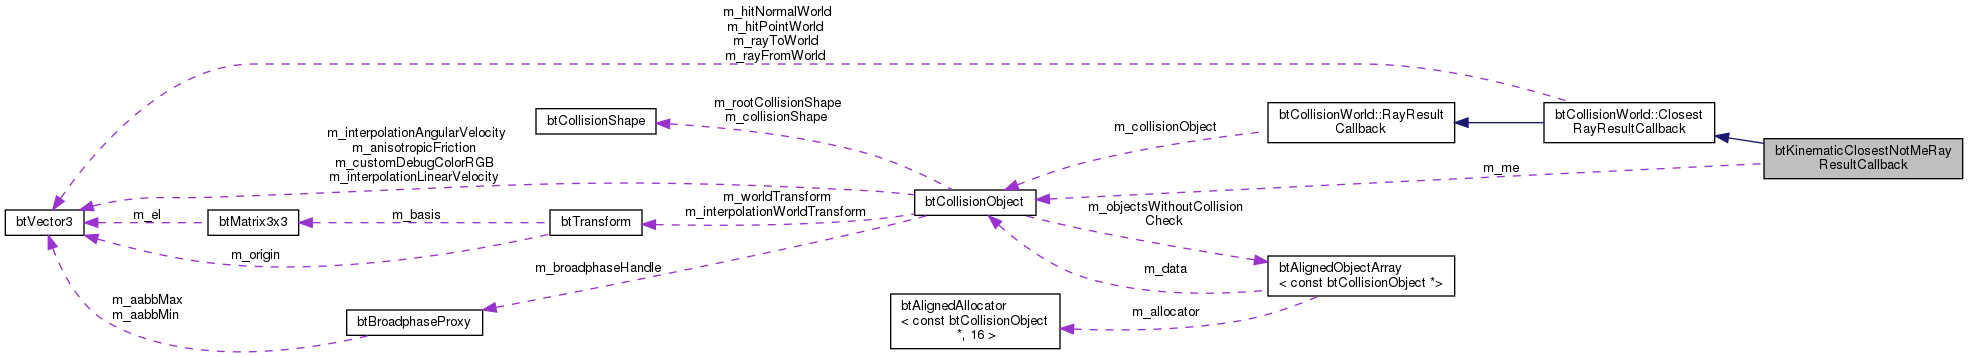 m_hitNormalWorld
m_hitPointWorld
m_rayToWorld
m_rayFromWorld
m_rootCollisionShape
m_collisionShape
btCollisionShape
btCollisionWorld::RayResult
Callback
btCollisionWorld::Closest
RayResultCallback
m_collisionObject
m_interpolationAngularVelocity
m_anisotropicFriction
m_customDebugColorRGB
m_interpolationLinearVelocity
btKinematicClosestNotMeRay
ResultCallback
m_me
btVector3
m_el
btMatrix3x3
m_basis
btTransform
m_worldTransform
m_interpolationWorldTransform
btCollisionObject
m_objectsWithoutCollision
Check
m_origin
m_broadphaseHandle
m_data
btAlignedObjectArray
< const btCollisionObject *>
m_aabbMax
m_aabbMin
btBroadphaseProxy
btAlignedAllocator
< const btCollisionObject
*, 16 >
m_allocator